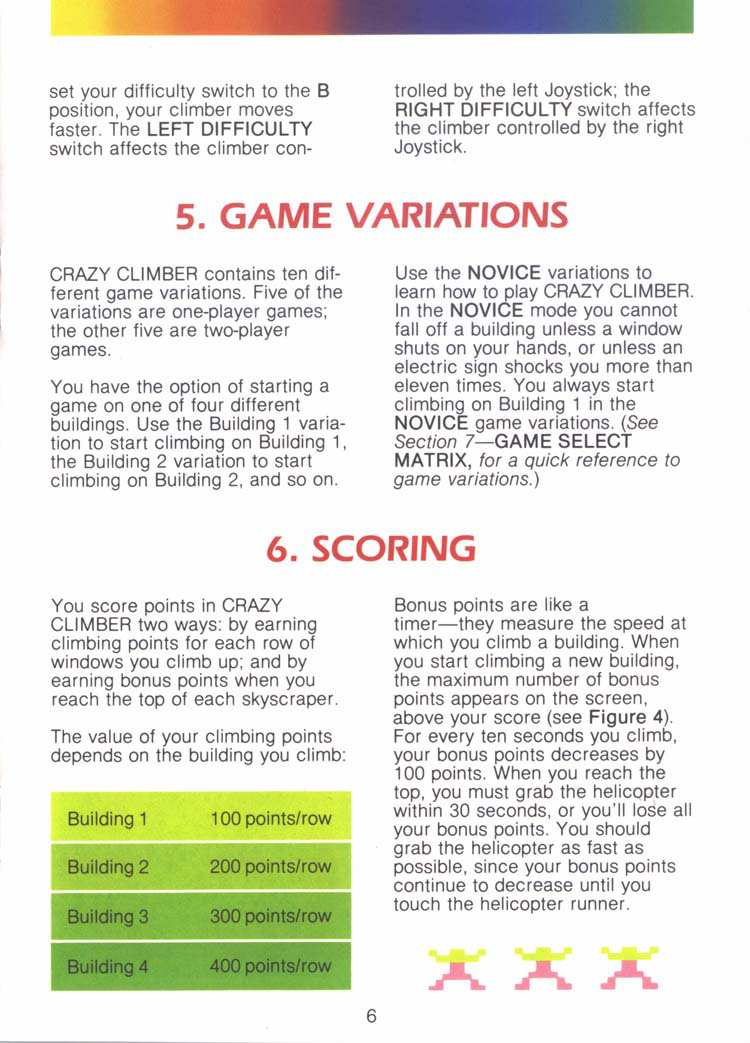 set your difficulty switch to the B
position, your climber moves
faster. The LEFT DIFFICULTY
switch affects the climber con-
trolled by the left Joystick; the
RIGHT DIFFICULTY switch affects
the climber controlled by the right
Joystick.
5. GAME VARIATIONS
CRAZY CLIMBER contains ten dif-
ferent game variations. Five of the
variations are one-player games;
the other five are two-player
games.
You have the option of starting a
game on one of four different
buildings. Use the Building 1 varia-
tion to start climbing on Building 1,
the Building 2 variation to start
climbing on Building 2, and so on.
Use the NOVICE variations to
learn how to play CRAZY CLIMBER.
In the NOVICE mode you cannot
fall off a building unless a window
shuts on your hands, or unless an
electric sign shocks you more than
eleven times. You always start
climbing on Building 1 in the
NOVICE game variations. (See
Section 7—GAME SELECT
MATRIX, for a quick reference to
game variations.)
6. SCORING
You score points in CRAZY
CLIMBER two ways: by earning
climbing points for each row of
windows you climb up; and by
earning bonus points when you
reach the top of each skyscraper.
The value of your climbing points
depends on the building you climb:
Building 1 100 points/row
Building 2 200 points/row
Building 3 300 points/row
Building 4 400 points/row
Bonus points are like a
timer—they measure the speed at
which you climb a building. When
you start climbing a new building,
the maximum number of bonus
points appears on the screen,
above your score (see Figure 4).
For every ten seconds you climb,
your bonus points decreases by
100 points. When you reach the
top, you must grab the helicopter
within 30 seconds, or you'll lose all
your bonus points. You should
grab the helicopter as fast as
possible, since your bonus points
continue to decrease until you
touch the helicopter runner.
6